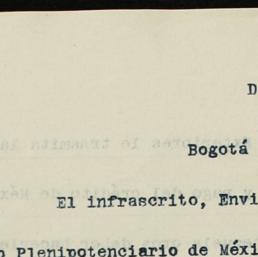 D
Bogotá
El infrascrito, Envi
o Plenipotenciario de Méxi